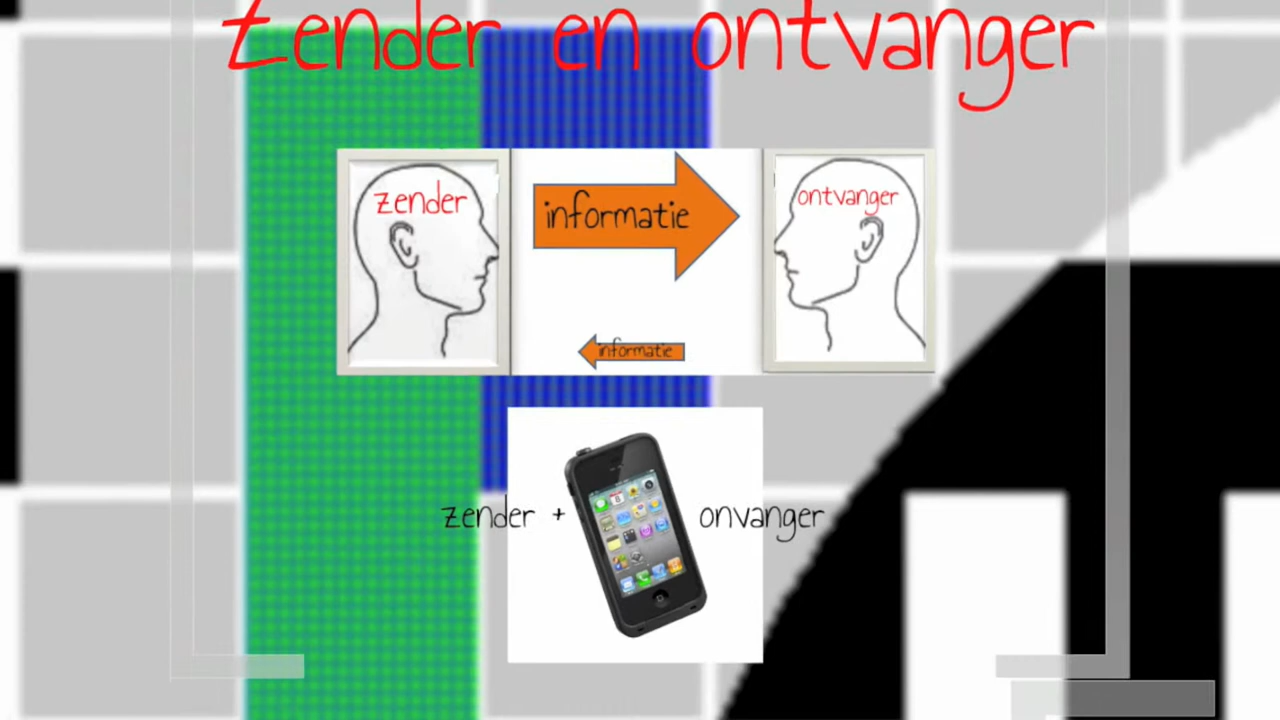 Zender en ontvanger
zender
informatie
ontvanger
informatie
zender + onvanger